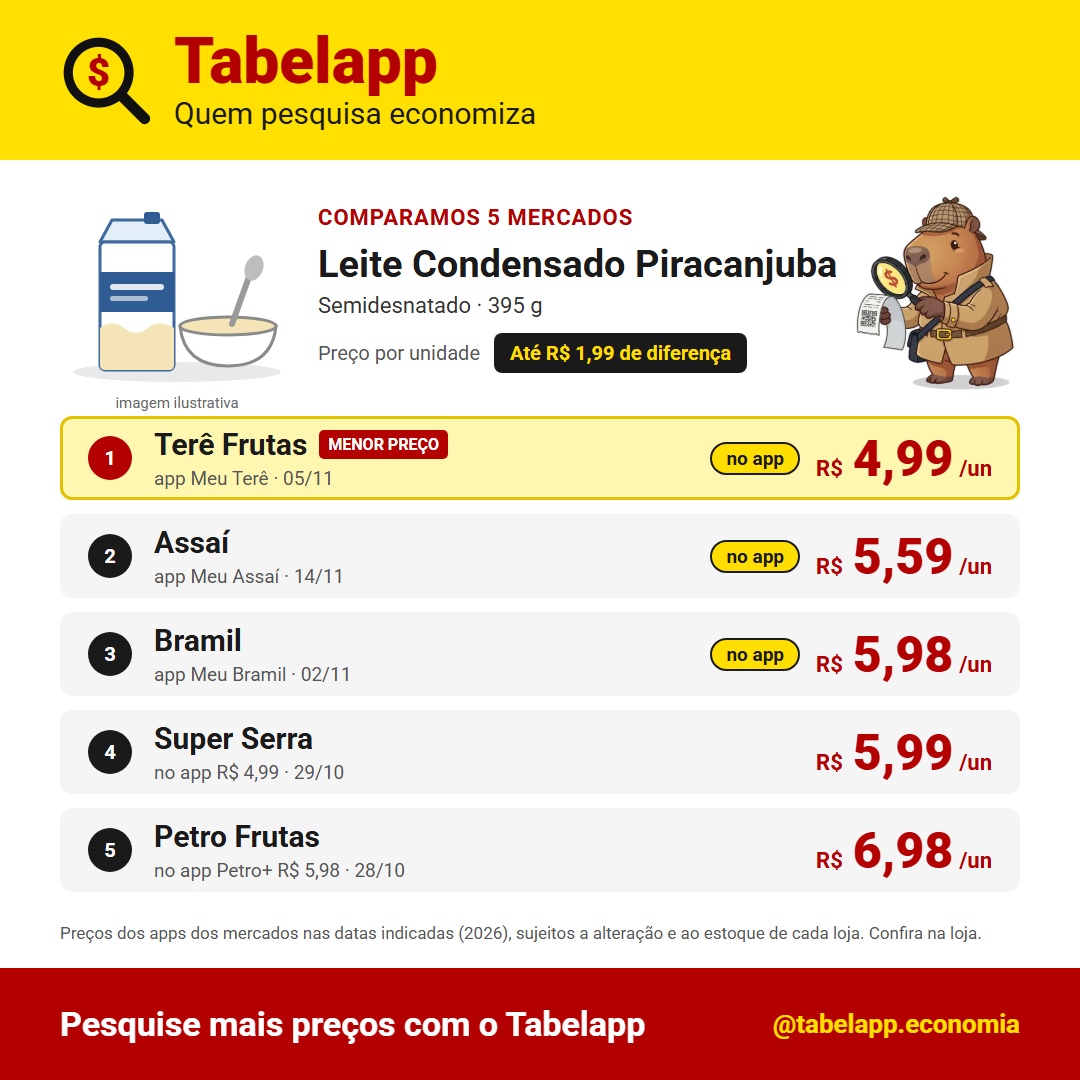 $
Tabelapp
Quem pesquisa economiza
COMPARAMOS 5 MERCADOS
Leite Condensado Piracanjuba
Semidesnatado · 395 g
Preço por unidade
Até R$ 1,99 de diferença
$
imagem ilustrativa
1
Terê Frutas
MENOR PREÇO
app Meu Terê · 05/11
no app
R$ 4,99 /un
2
Assaí
app Meu Assaí · 14/11
no app
R$ 5,59 /un
3
Bramil
app Meu Bramil · 02/11
no app
R$ 5,98 /un
4
Super Serra
no app R$ 4,99 · 29/10
R$ 5,99 /un
5
Petro Frutas
no app Petro+ R$ 5,98 · 28/10
R$ 6,98 /un
Preços dos apps dos mercados nas datas indicadas (2026), sujeitos a alteração e ao estoque de cada loja. Confira na loja.
Pesquise mais preços com o Tabelapp
@tabelapp.economia